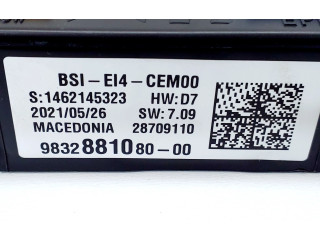 BSI-EI4-CEM00
S:1462145323 HW:D7
2021/05/26 SW:7.09
MACEDONIA 28709110
9832881080-00